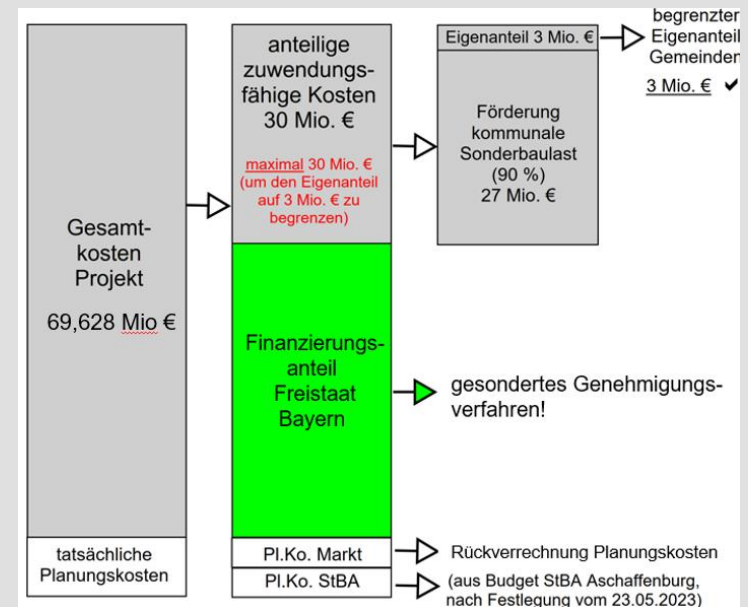 Gesamt-
kosten
Projekt
69,628 Mio €
tatsächliche
Planungskosten
anteilige
zuwendungs-
fähige Kosten
30 Mio. €
maximal 30 Mio. €
(um den Eigenanteil
auf 3 Mio. € zu
begrenzen)
Finanzierungs-
anteil
Freistaat
Bayern
Pl.Ko. Markt
Pl.Ko. StBA
Eigenanteil 3 Mio. €
Förderung
kommunale
Sonderbaulast
(90 %)
27 Mio. €
begrenzter
Eigenanteil
Gemeinden
3 Mio. € ✔
gesondertes Genehmigungs-
verfahren!
Rückverrechnung Planungskosten
(aus Budget StBA Aschaffenburg,
nach Festlegung vom 23.05.2023)